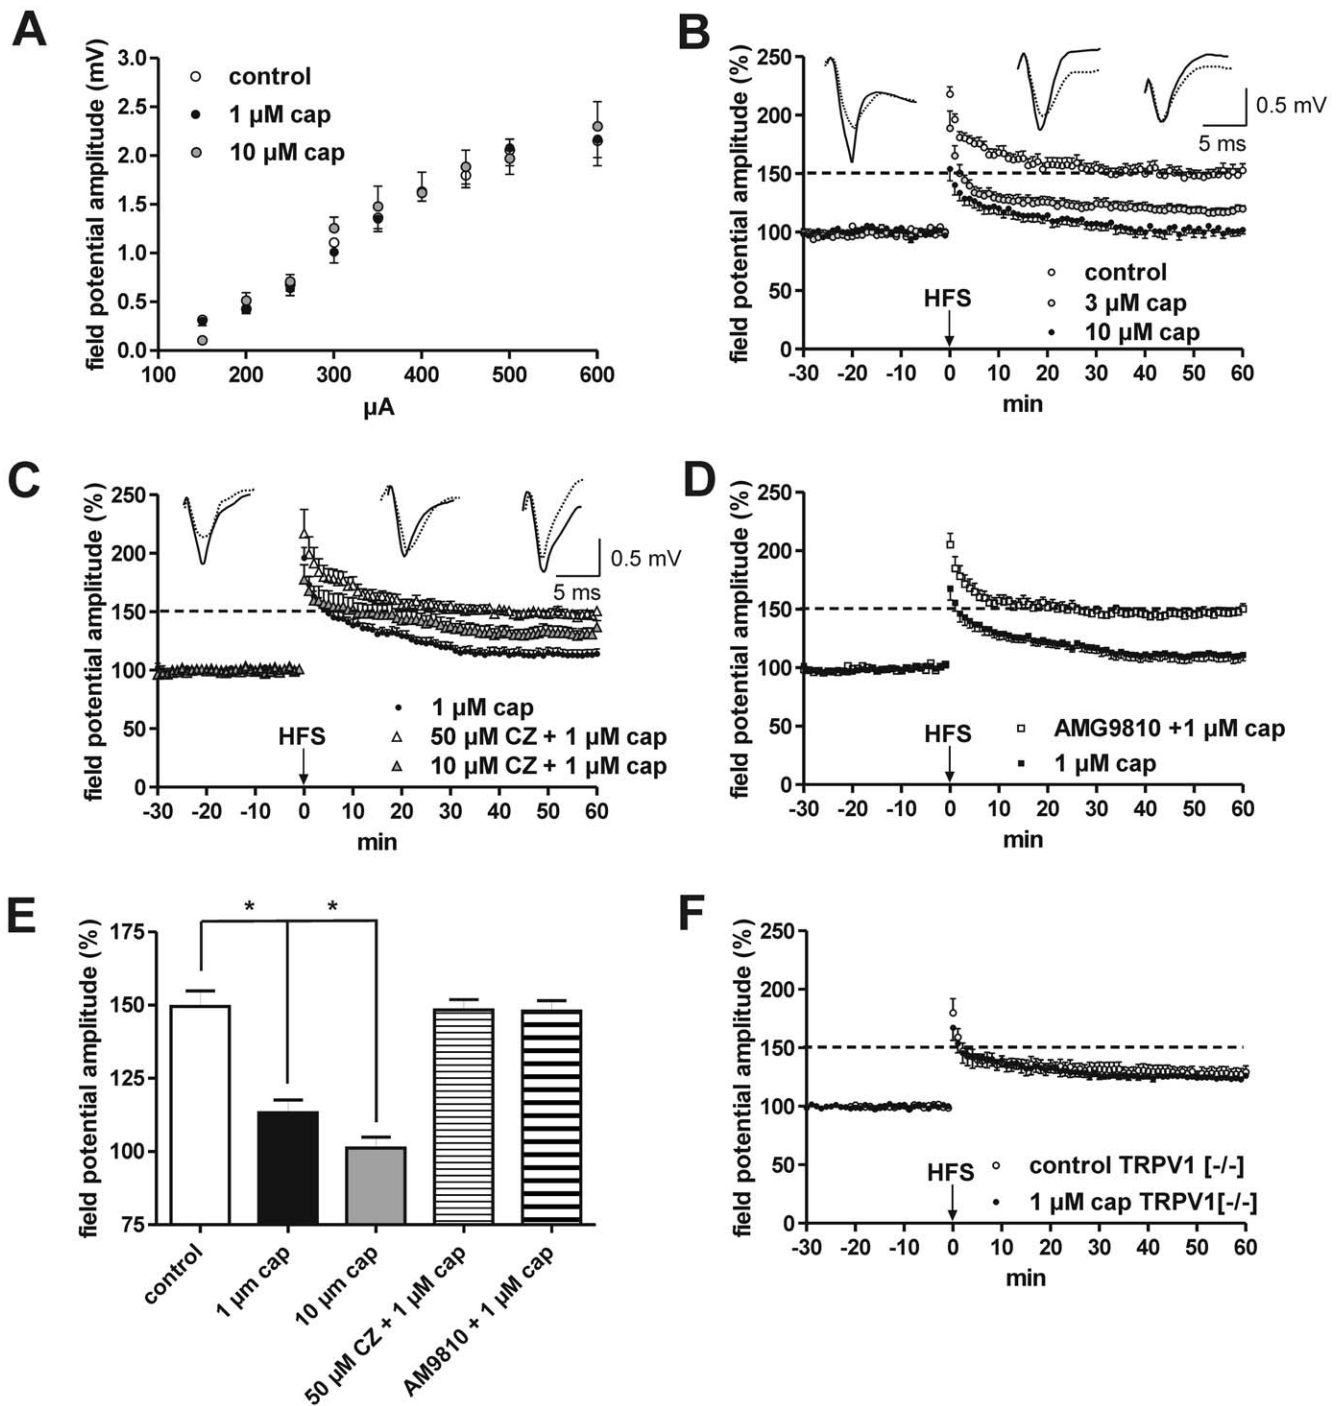 A
field potential amplitude (mV)
3.0
2.5
2.0
1.5
1.0
0.5
0.0
control
1 µM cap
10 µM cap
100 200 300 400 500 600
µA
B
field potential amplitude (%)
250
200
150
100
50
0
0.5 mV
5 ms
HFS
control
3 µM cap
10 µM cap
-30 -20 -10 0 10 20 30 40 50 60
min
C
field potential amplitude (%)
250
200
150
100
50
0
0.5 mV
5 ms
HFS
1 µM cap
50 µM CZ + 1 µM cap
10 µM CZ + 1 µM cap
-30 -20 -10 0 10 20 30 40 50 60
min
D
field potential amplitude (%)
250
200
150
100
50
0
HFS
AMG9810 +1 µM cap
1 µM cap
-30 -20 -10 0 10 20 30 40 50 60
min
E
field potential amplitude (%)
175
150
125
100
75
* *
control
1 µm cap
10 µm cap
50 µM CZ + 1 µM cap
AM9810 + 1 µM cap
F
field potential amplitude (%)
250
200
150
100
50
0
HFS
control TRPV1 [-/-]
1 µM cap TRPV1[-/-]
-30 -20 -10 0 10 20 30 40 50 60
min